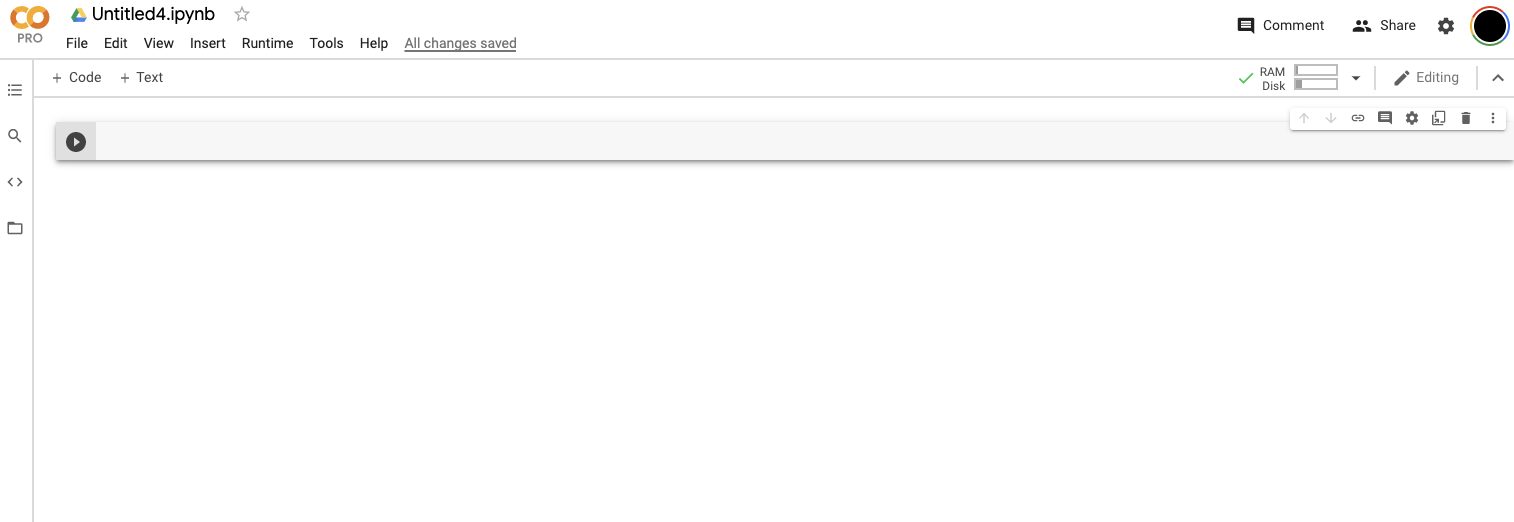 CO PRO
Untitled4.ipynb
File Edit View Insert Runtime Tools Help All changes saved
Comment Share
+ Code + Text
RAM
Disk
Editing